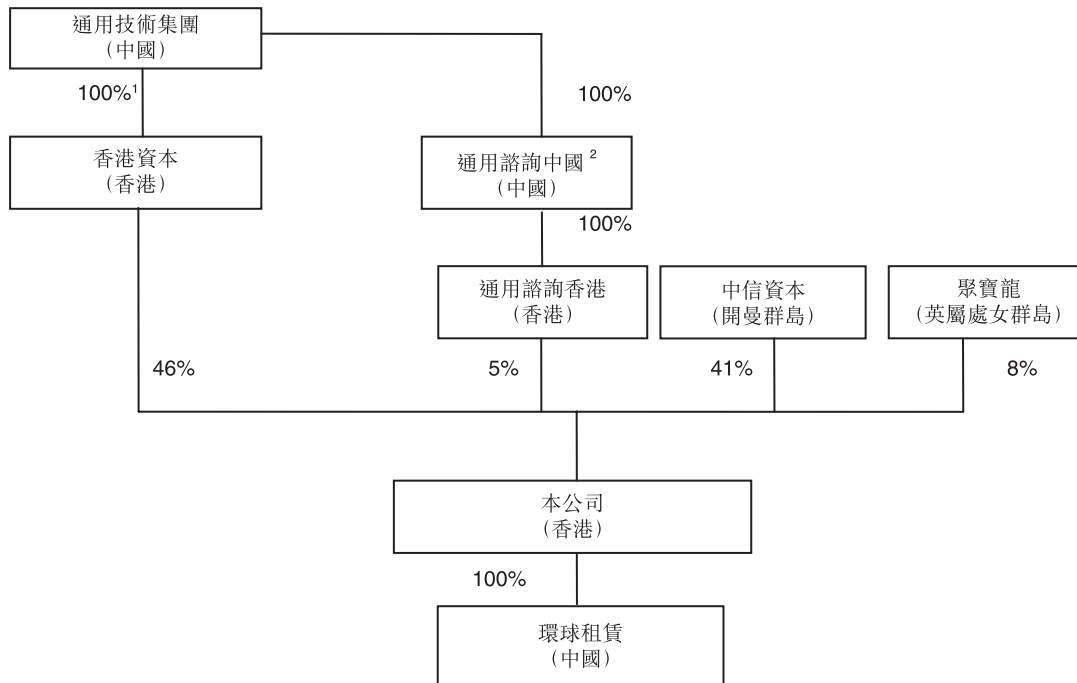 通用技術集團
（中國）
100%¹
100%
香港資本
（香港）
通用諮詢中國²
（中國）
100%
通用諮詢香港
（香港）
中信資本
（開曼群島）
聚寶龍
（英屬處女群島）
46%
5%
41%
8%
本公司
（香港）
100%
環球租賃
（中國）